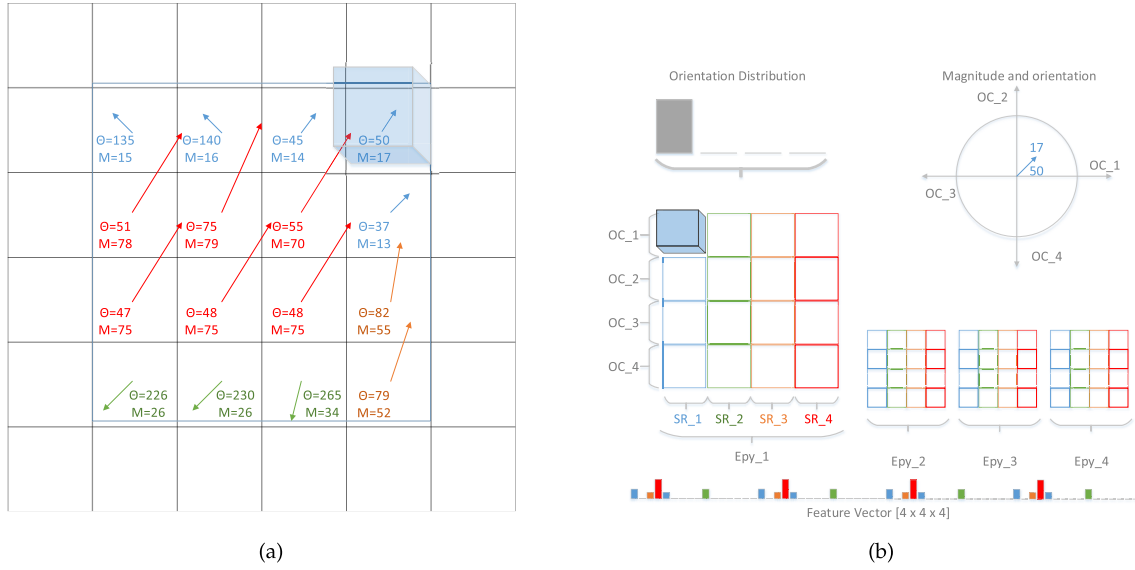 Θ=135 Θ=140 Θ=45 Θ=50
M=15 M=16 M=14 M=17
Θ=51 Θ=75 Θ=55 Θ=37
M=78 M=79 M=70 M=13
Θ=47 Θ=48 Θ=48 Θ=82
M=75 M=75 M=75 M=55
Θ=226 Θ=230 Θ=265 Θ=79
M=26 M=26 M=34 M=52
(a)
Orientation Distribution
Magnitude and orientation
OC_2
17
50
OC_1
OC_3
OC_4
OC_1
OC_2
OC_3
OC_4
SR_1 SR_2 SR_3 SR_4
Epy_1
Epy_2 Epy_3 Epy_4
Feature Vector [4 x 4 x 4]
(b)